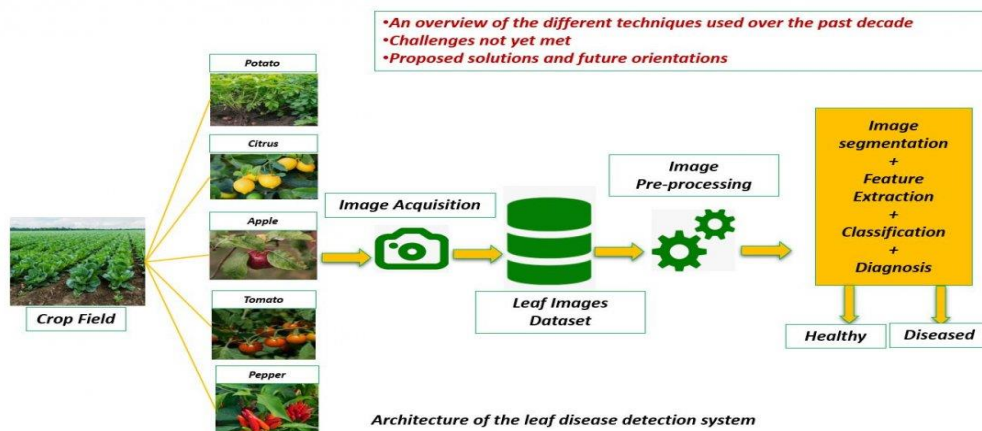 •An overview of the different techniques used over the past decade
•Challenges not yet met
•Proposed solutions and future orientations
Potato
Citrus
Apple
Tomato
Pepper
Crop Field
Image Acquisition
Leaf Images
Dataset
Image
Pre-processing
Image
segmentation
+
Feature
Extraction
+
Classification
+
Diagnosis
Healthy
Diseased
Architecture of the leaf disease detection system